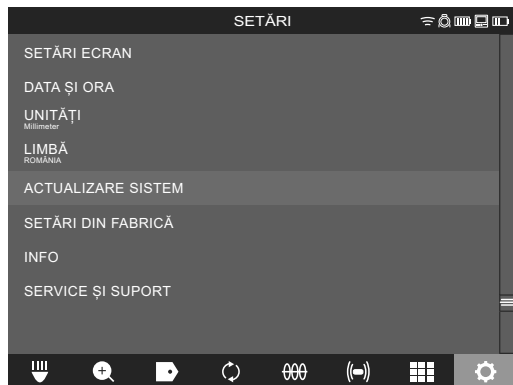 SETĂRI
SETĂRI ECRAN
DATA ȘI ORA
UNITĂȚI
Millimeter
LIMBĂ
ROMÂNIA
ACTUALIZARE SISTEM
SETĂRI DIN FABRICĂ
INFO
SERVICE ȘI SUPORT